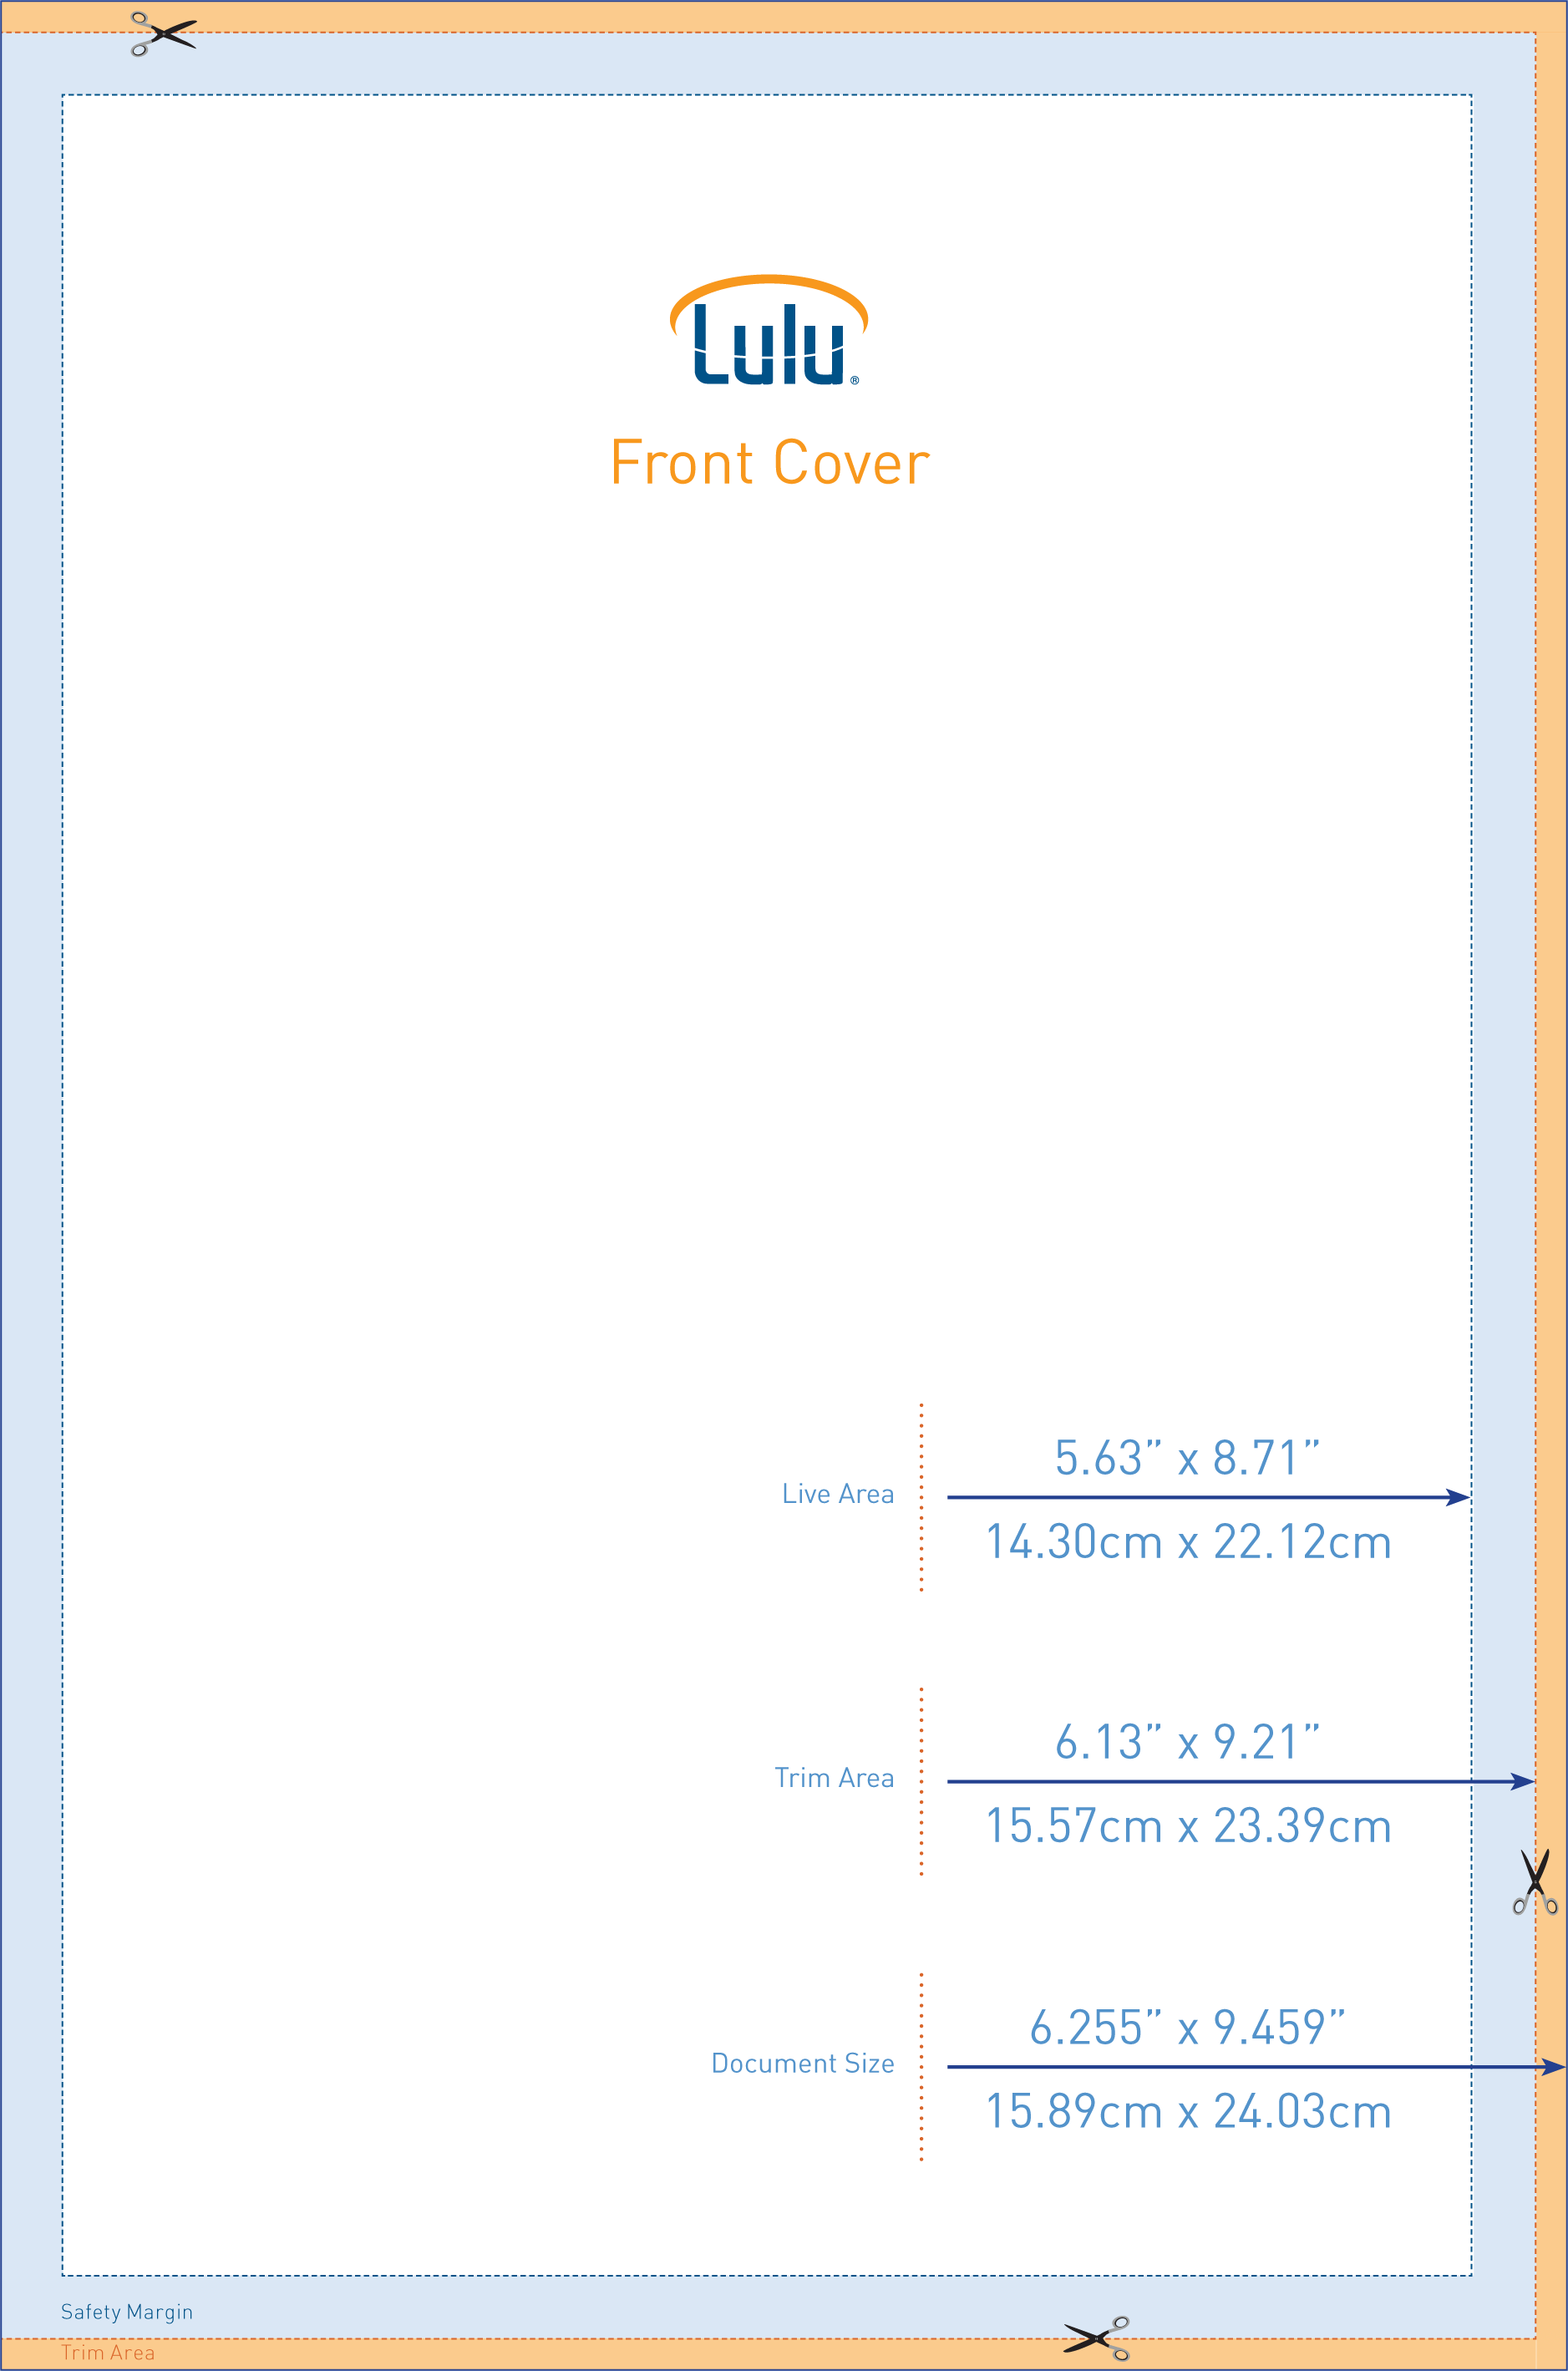 Lulu®
Front Cover
5.63” x 8.71”
Live Area
14.30cm x 22.12cm
6.13” x 9.21”
Trim Area
15.57cm x 23.39cm
6.255” x 9.459”
Document Size
15.89cm x 24.03cm
Safety Margin
Trim Area